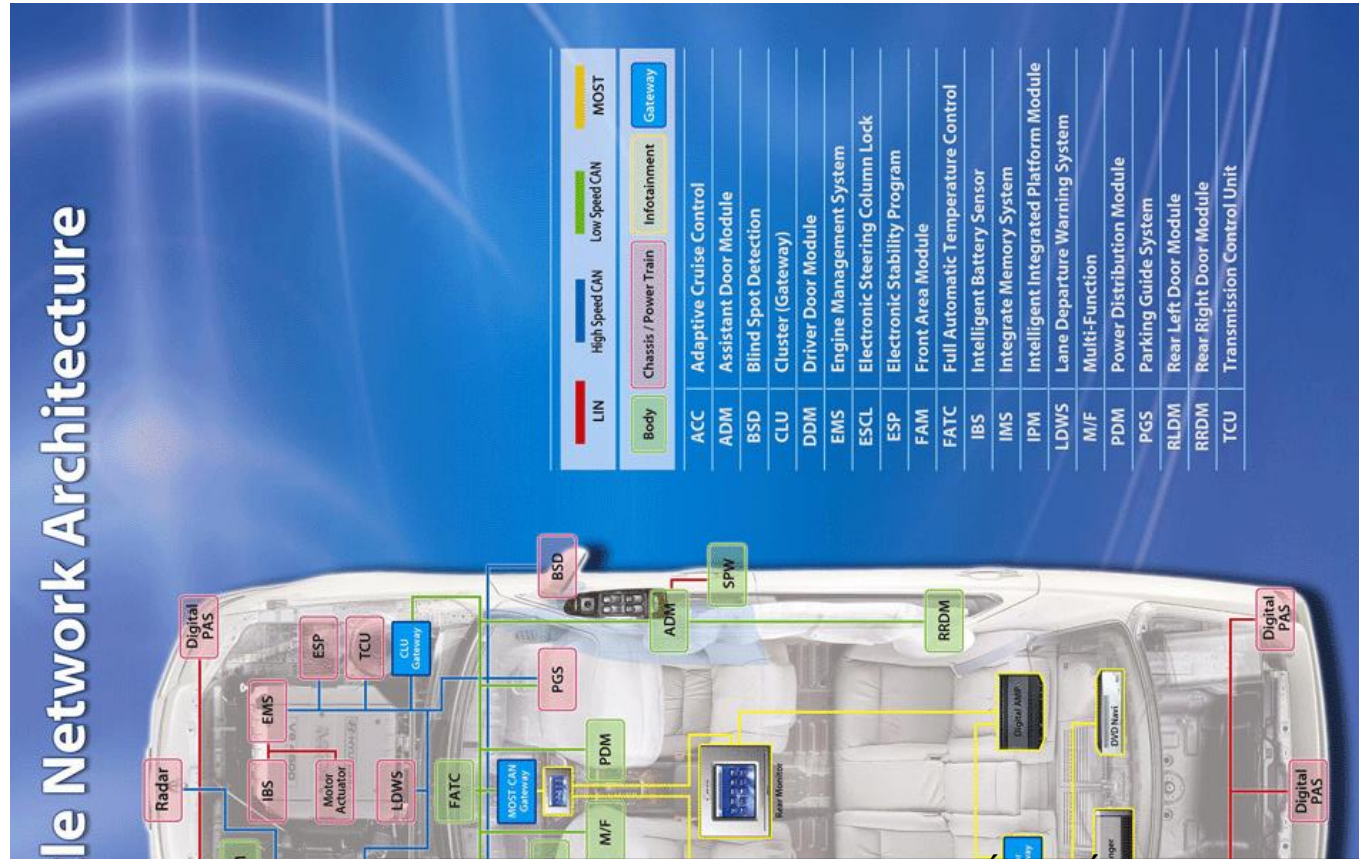 le Network Architecture
LIN
High Speed CAN
Low Speed CAN
MOST
Body
Chassis / Power Train
Infotainment
Gateway
ACC Adaptive Cruise Control
ADM Assistant Door Module
BSD Blind Spot Detection
CLU Cluster (Gateway)
DDM Driver Door Module
EMS Engine Management System
ESCL Electronic Steering Column Lock
ESP Electronic Stability Program
FAM Front Area Module
FATC Full Automatic Temperature Control
IBS Intelligent Battery Sensor
IMS Integrate Memory System
IPM Intelligent Integrated Platform Module
LDWS Lane Departure Warning System
M/F Multi-Function
PDM Power Distribution Module
PGS Parking Guide System
RLDM Rear Left Door Module
RRDM Rear Right Door Module
TCU Transmission Control Unit
Digital
PAS
Radar
EMS
ESP
TCU
CLU
Gateway
IBS
Motor
Actuator
LDWS
FATC
BSD
PGS
MOST CAN
Gateway
PDM
M/F
ADM
SPW
Rear Monitor
RRDM
Digital AMP
DVD Navi
Digital
PAS
Digital
PAS